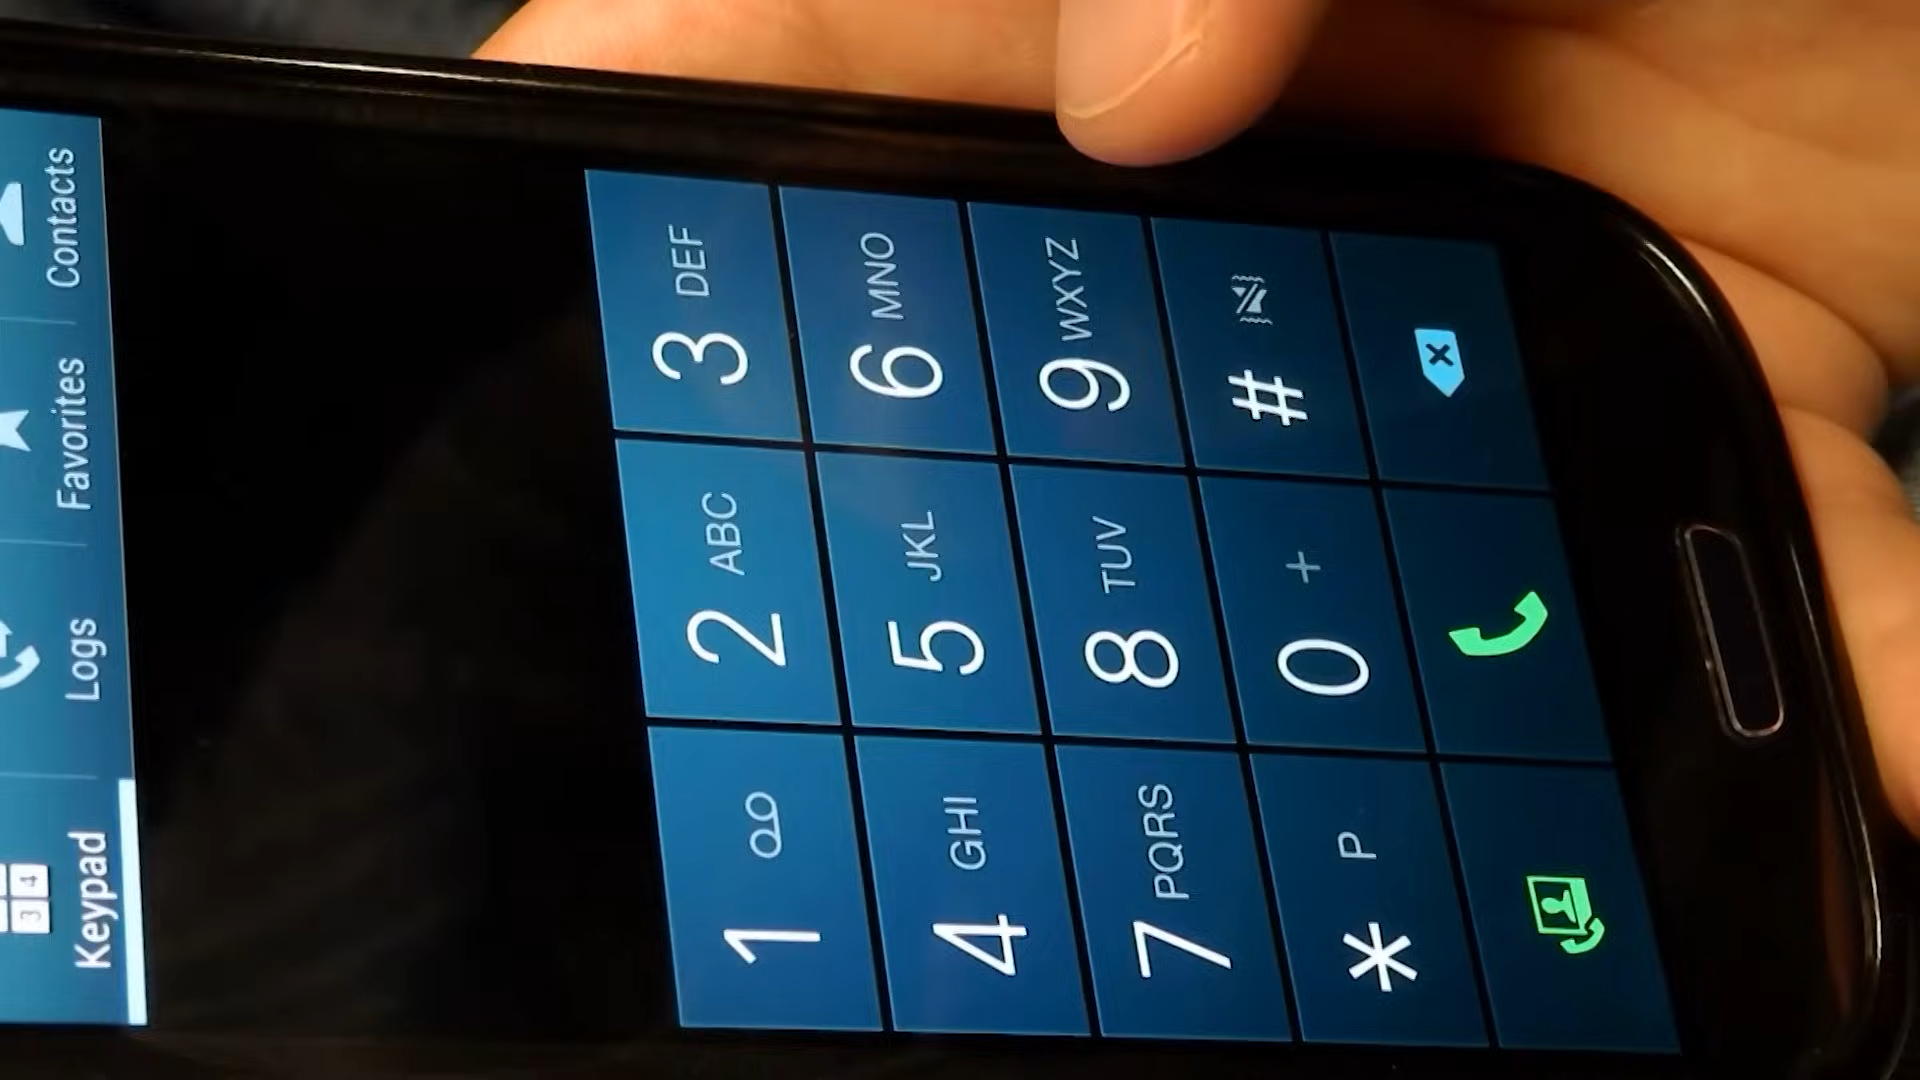 Keypad
Logs
Favorites
Contacts
1
2 ABC
3 DEF
4 GHI
5 JKL
6 MNO
7 PQRS
8 TUV
9 WXYZ
* P
0 +
#